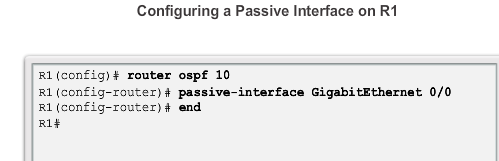 Configuring a Passive Interface on R1
R1(config)# router ospf 10
R1(config-router)# passive-interface GigabitEthernet 0/0
R1(config-router)# end
R1#